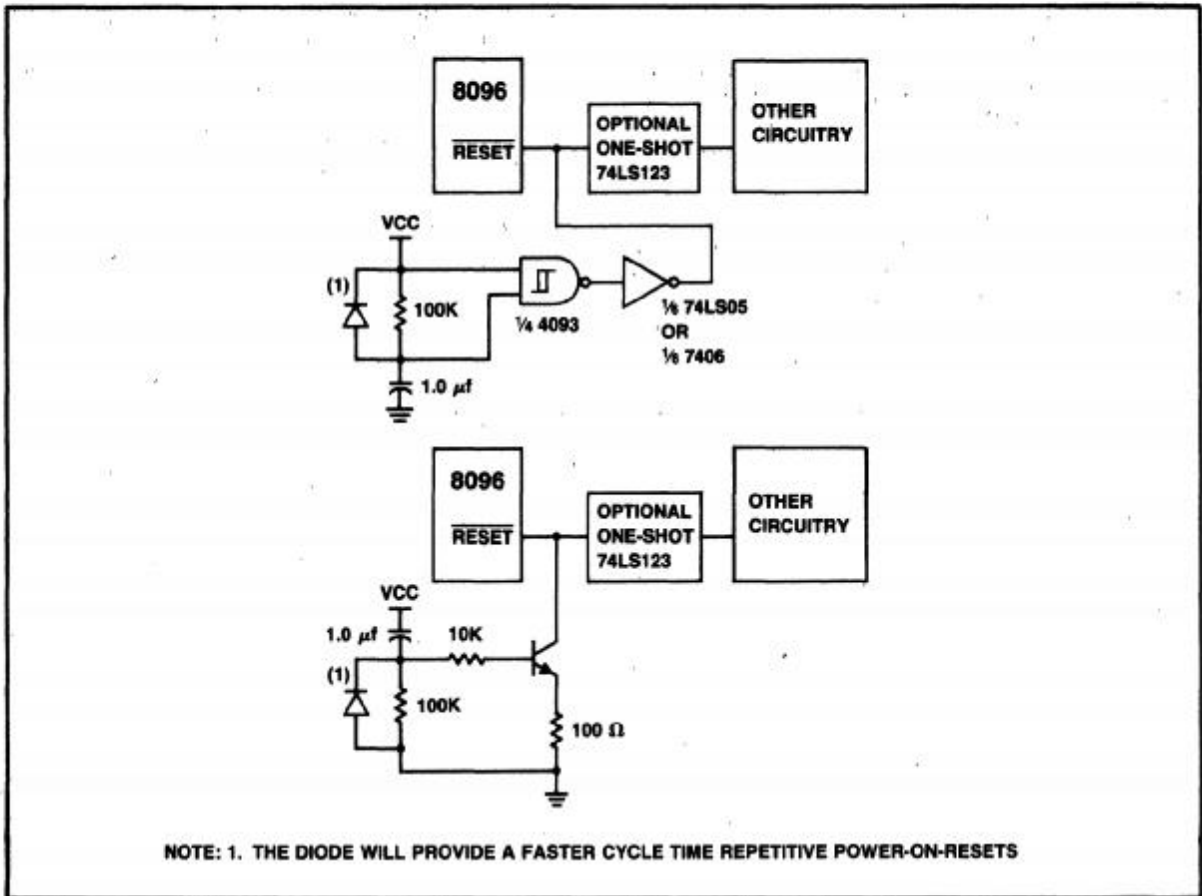 8096
RESET
OPTIONAL
ONE-SHOT
74LS123
OTHER
CIRCUITRY
VCC
(1)
100K
1.0 μf
¼ 4093
⅙ 74LS05
OR
⅙ 7406
8096
RESET
OPTIONAL
ONE-SHOT
74LS123
OTHER
CIRCUITRY
VCC
1.0 μf
10K
(1)
100K
100 Ω
NOTE: 1. THE DIODE WILL PROVIDE A FASTER CYCLE TIME REPETITIVE POWER-ON-RESETS